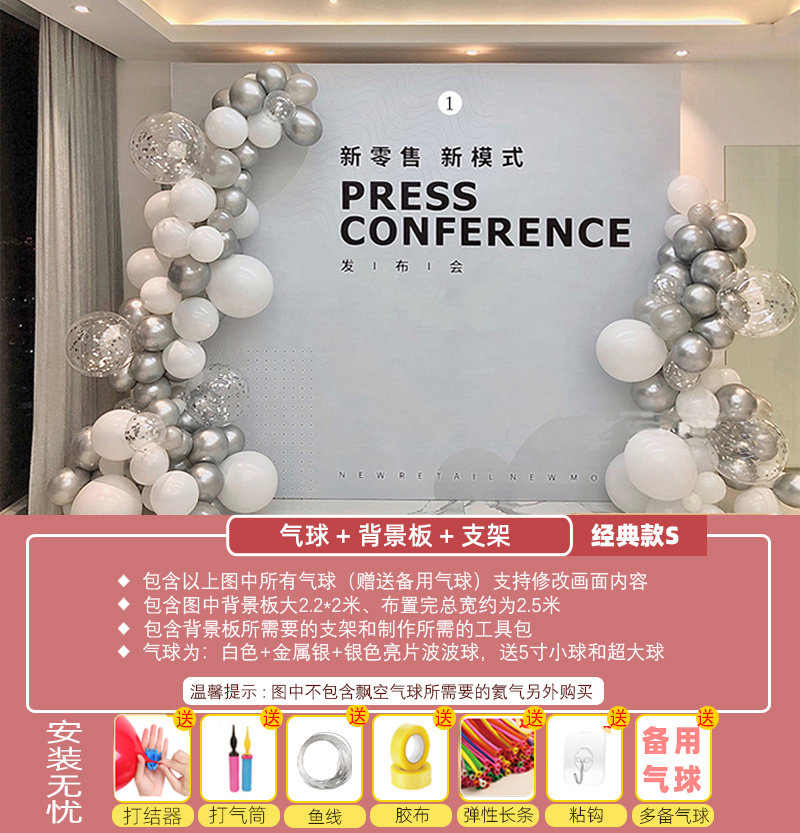 1
新零售 新模式
PRESS
CONFERENCE
发 I 布 I 会
NEWRETAILNEWMO
气球 + 背景板 + 支架
经典款S
◆ 包含以上图中所有气球（赠送备用气球）支持修改画面内容
◆ 包含图中背景板大2.2*2米、布置完总宽约为2.5米
◆ 包含背景板所需要的支架和制作所需的工具包
◆ 气球为：白色+金属银+银色亮片波波球，送5寸小球和超大球
温馨提示 : 图中不包含飘空气球所需要的氦气另外购买
安装无忧
送 送 送 送 送 送 送
备用
气球
打结器 打气筒 鱼线 胶布 弹性长条 粘钩 多备气球